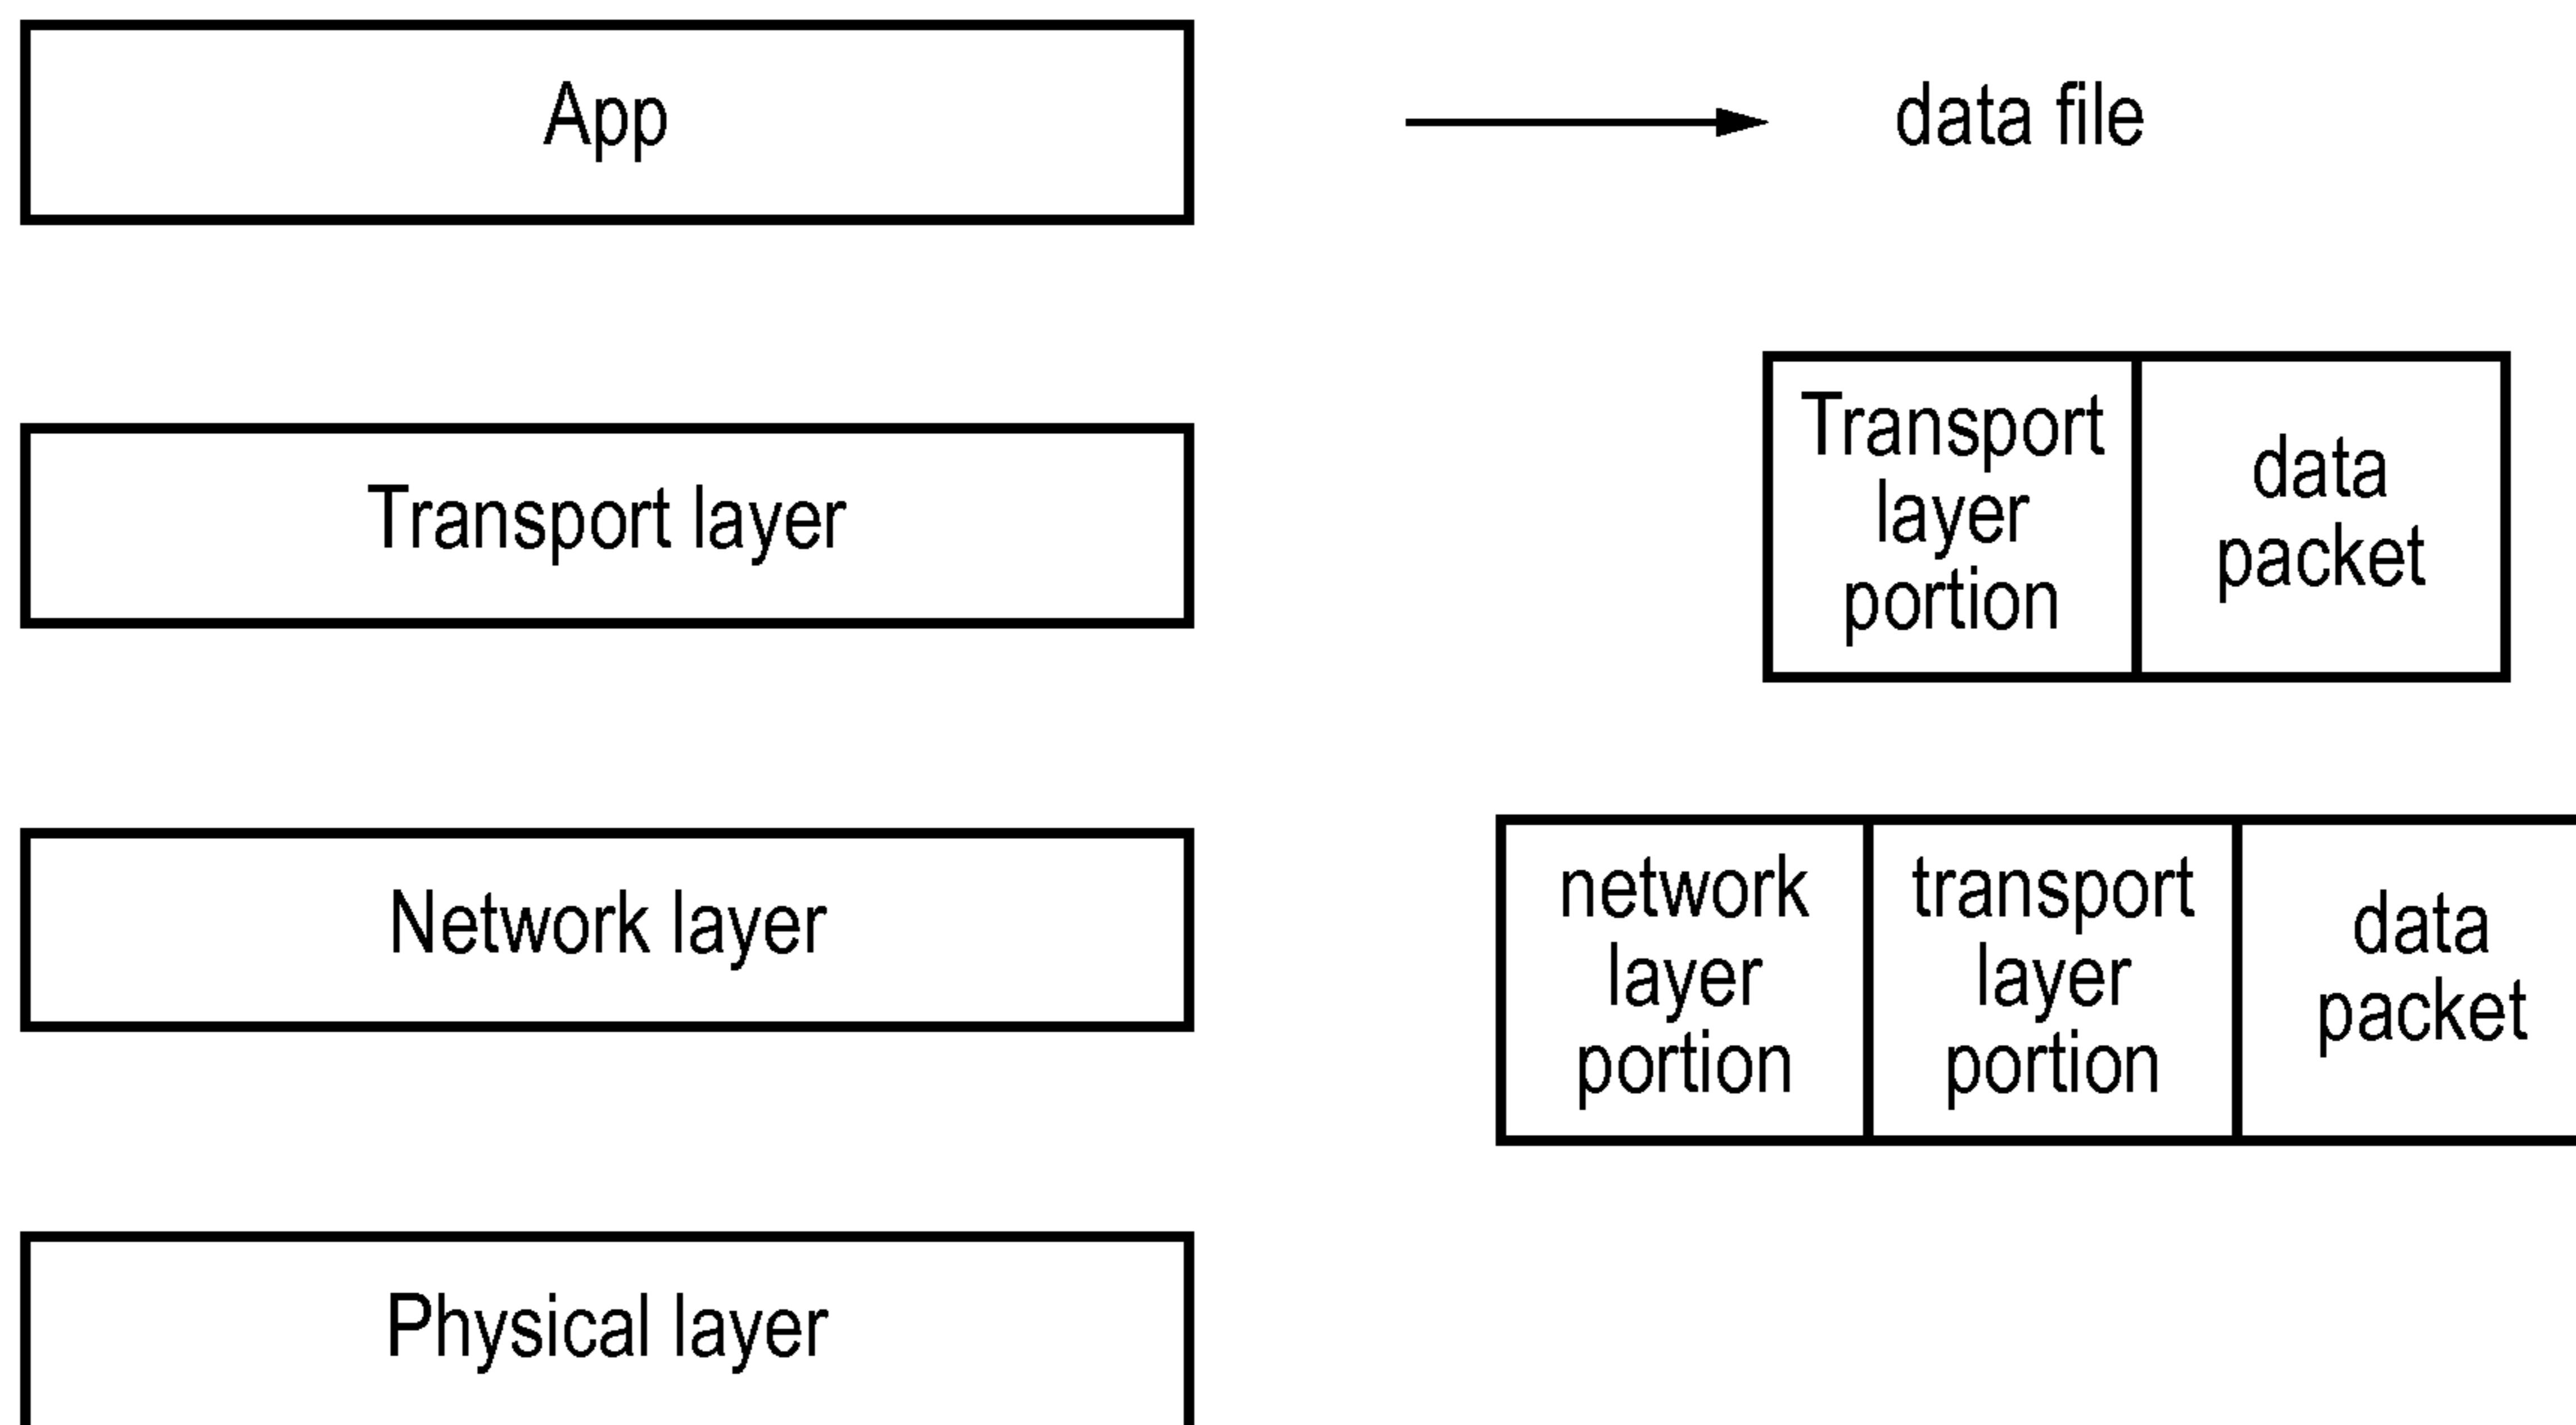 App
data file
Transport layer
Transport
layer
portion
data
packet
Network layer
network
layer
portion
transport
layer
portion
data
packet
Physical layer